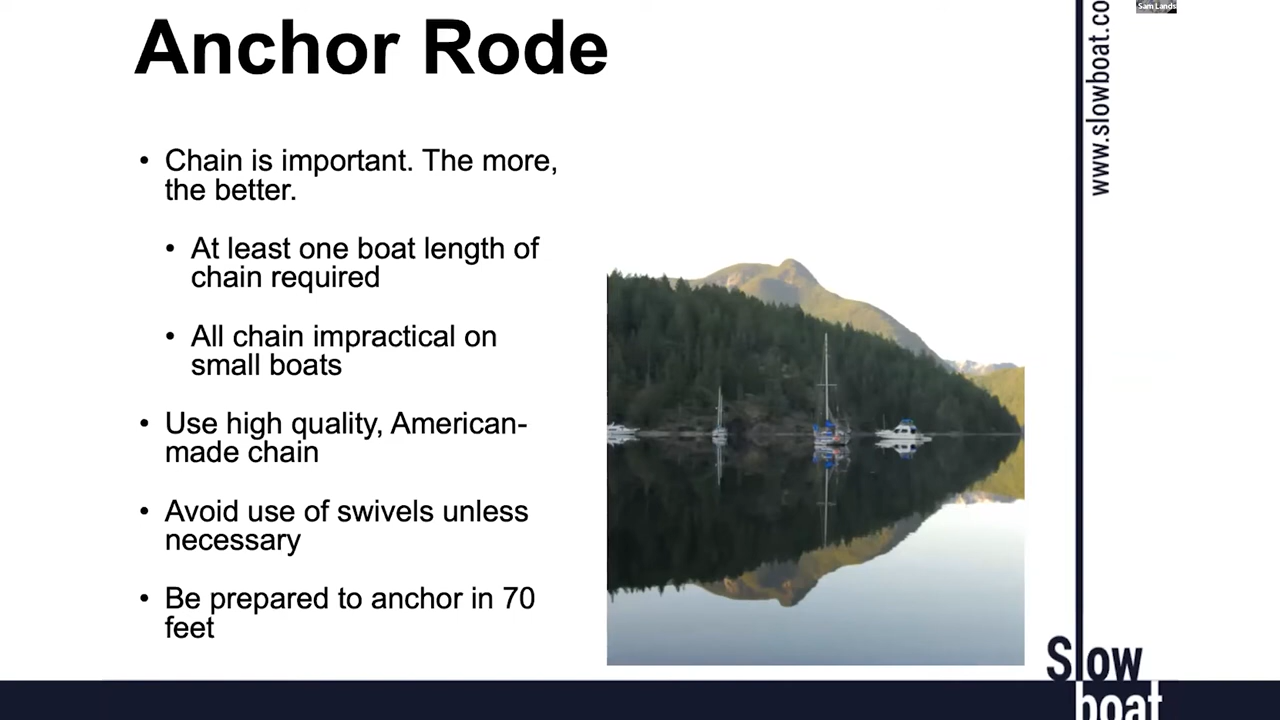 Anchor Rode
• Chain is important. The more,
the better.
• At least one boat length of
chain required
• All chain impractical on
small boats
• Use high quality, American-
made chain
• Avoid use of swivels unless
necessary
• Be prepared to anchor in 70
feet
Sam Lands
www.slowboat.co
Slow
boat